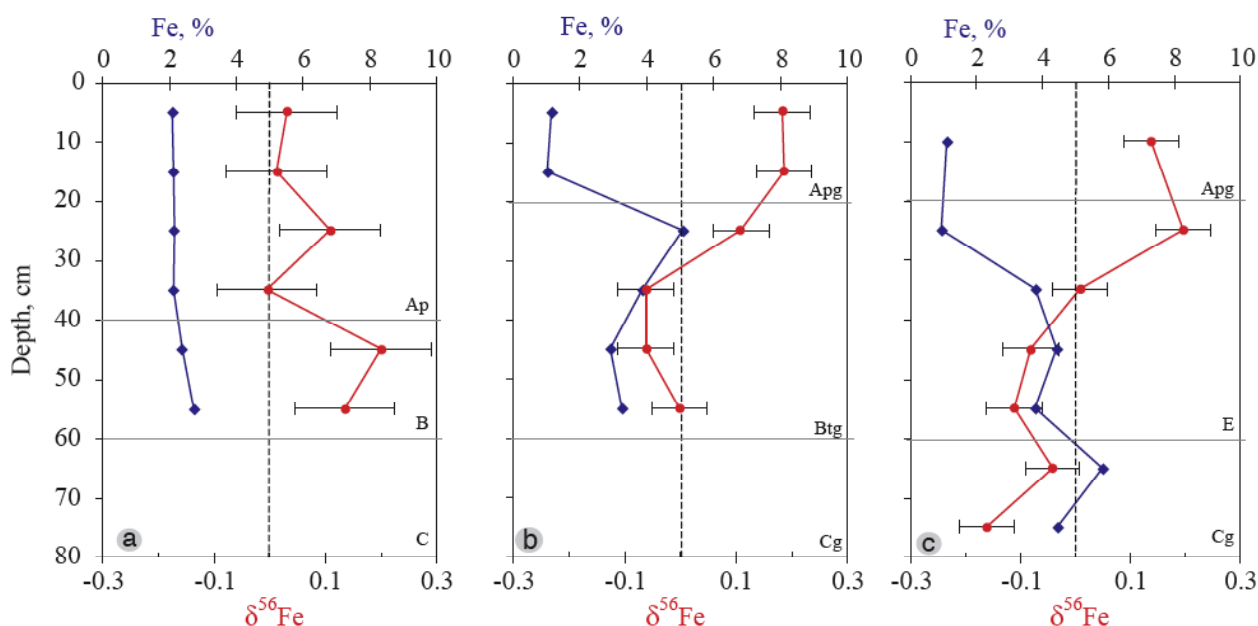 Fe, %
Fe, %
Fe, %
0 2 4 6 8 10
0 2 4 6 8 10
0 2 4 6 8 10
Depth, cm
0
10
20
30
40
50
60
70
80
Ap
B
C
a
Apg
Btg
Cg
b
Apg
E
Cg
c
-0.3 -0.1 0.1 0.3
-0.3 -0.1 0.1 0.3
-0.3 -0.1 0.1 0.3
δ⁵⁶Fe
δ⁵⁶Fe
δ⁵⁶Fe